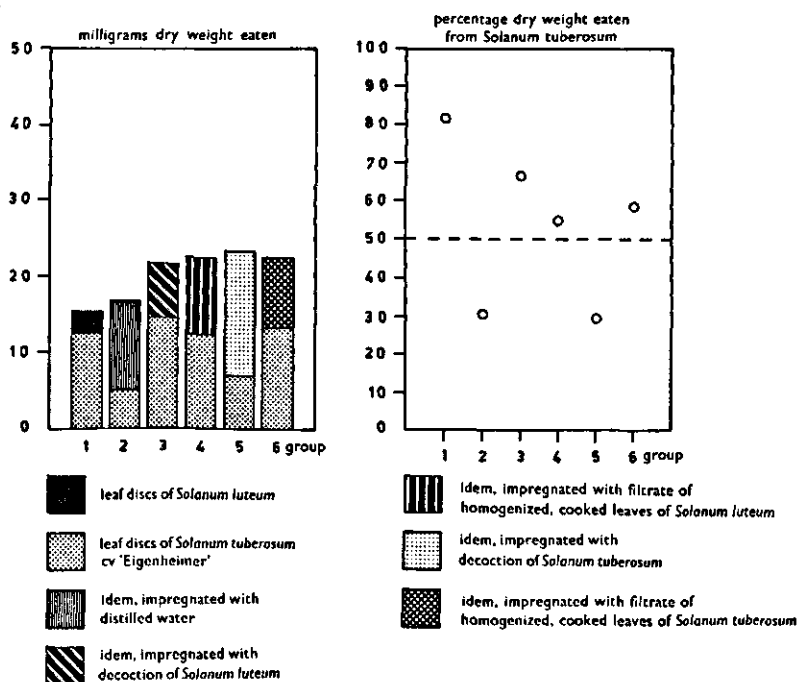 milligrams dry weight eaten
50
40
30
20
10
0
1 2 3 4 5 6 group
percentage dry weight eaten
from Solanum tuberosum
100
90
80
70
60
50
40
30
20
10
0
1 2 3 4 5 6 group
leaf discs of Solanum luteum
leaf discs of Solanum tuberosum
cv 'Eigenheimer'
Idem, impregnated with
distilled water
idem, impregnated with
decoction of Solanum luteum
Idem, impregnated with filtrate of
homogenized, cooked leaves of Solanum luteum
idem, impregnated with
decoction of Solanum tuberosum
idem, impregnated with filtrate of
homogenized, cooked leaves of Solanum tuberosum